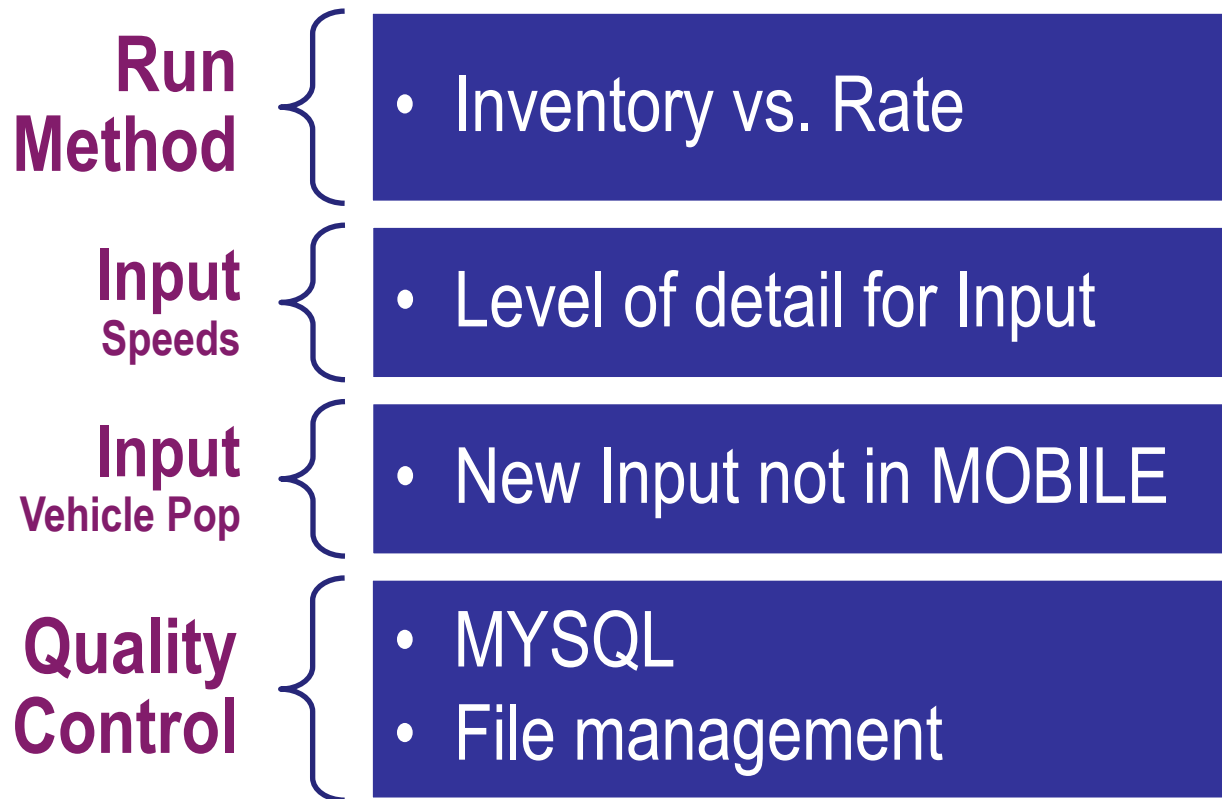 Run
Method
• Inventory vs. Rate
Input
Speeds
• Level of detail for Input
Input
Vehicle Pop
• New Input not in MOBILE
Quality
Control
• MYSQL
• File management